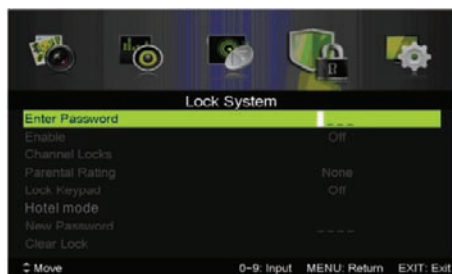 Lock System
Enter Password _ _ _
Enable Off
Channel Locks
Parental Rating None
Lock Keypad Off
Hotel mode
New Password _ _ _ _
Clear Lock
Move 0~9: Input MENU: Return EXIT: Exit